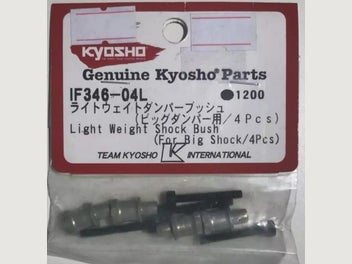 KYOSHO
Genuine Kyosho Parts
IF346-04L ●1200
ライトウェイトダンパーブッシュ
(ビッグダンパー用/4Pcs)
Light Weight Shock Bush
(For Big Shock/4Pcs)
TEAM KYOSHO K INTERNATIONAL